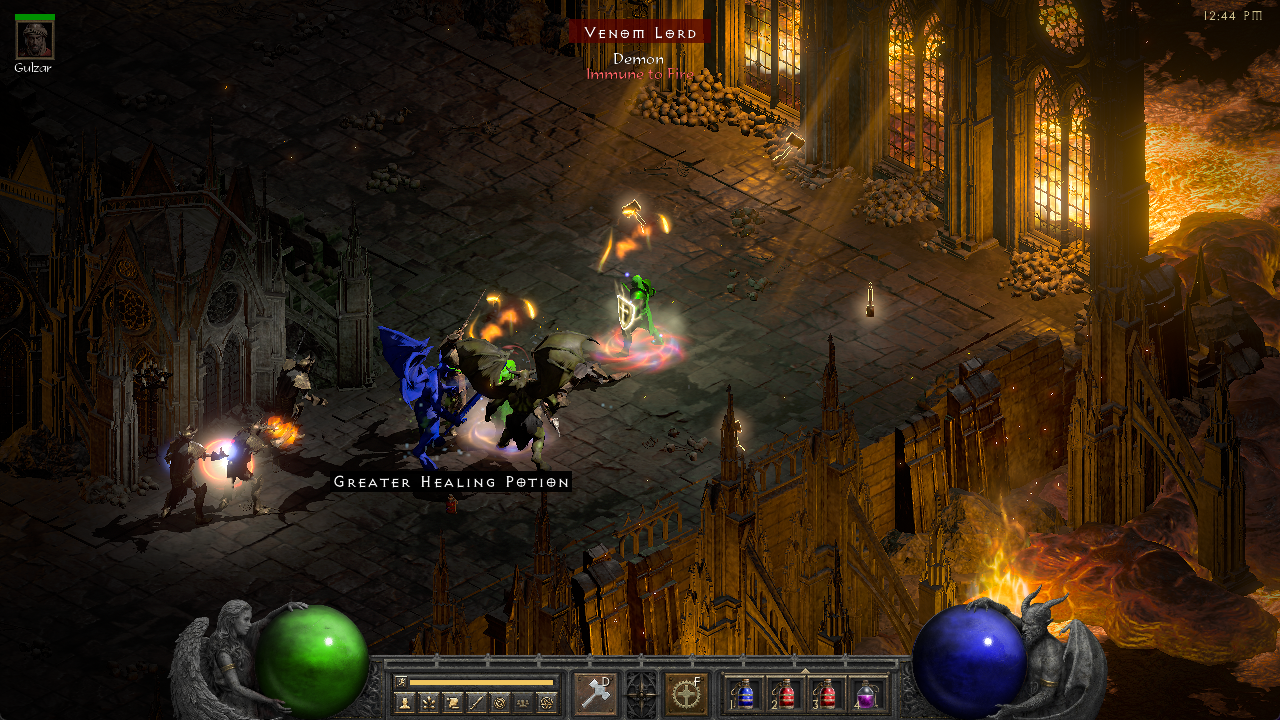 Venom Lord
12:44 PM
Demon
Immune to Fire
Gulzar
Greater Healing Potion
D
F
1
2
3
4